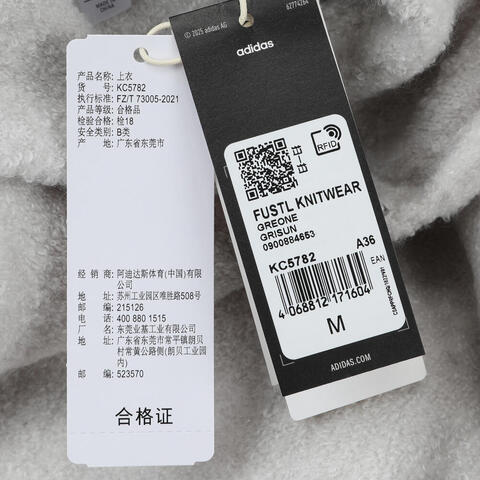 MADE IN
CHINA
产品名称: 上衣
货 号: KC5782
执行标准: FZ/T 73005-2021
产品等级: 合格品
检验合格: 检18
安全类别: B类
产 地: 广东省东莞市
经 销 商: 阿迪达斯体育(中国)有限
公司
地 址: 苏州工业园区唯胜路508号
邮 编: 215126
电 话: 400 880 1515
厂 名: 东莞业基工业有限公司
地 址: 广东省东莞市常平镇朗贝
村常黄公路侧(朗贝工业园
内)
邮 编: 523570
合格证
© 2025 adidas AG
62774264
adidas
RFID
FUSTL KNITWEAR
GREONE
GRISUN
0900884653
KC5782
A36
EAN
4 068812 171604
M
ADIDAS.COM